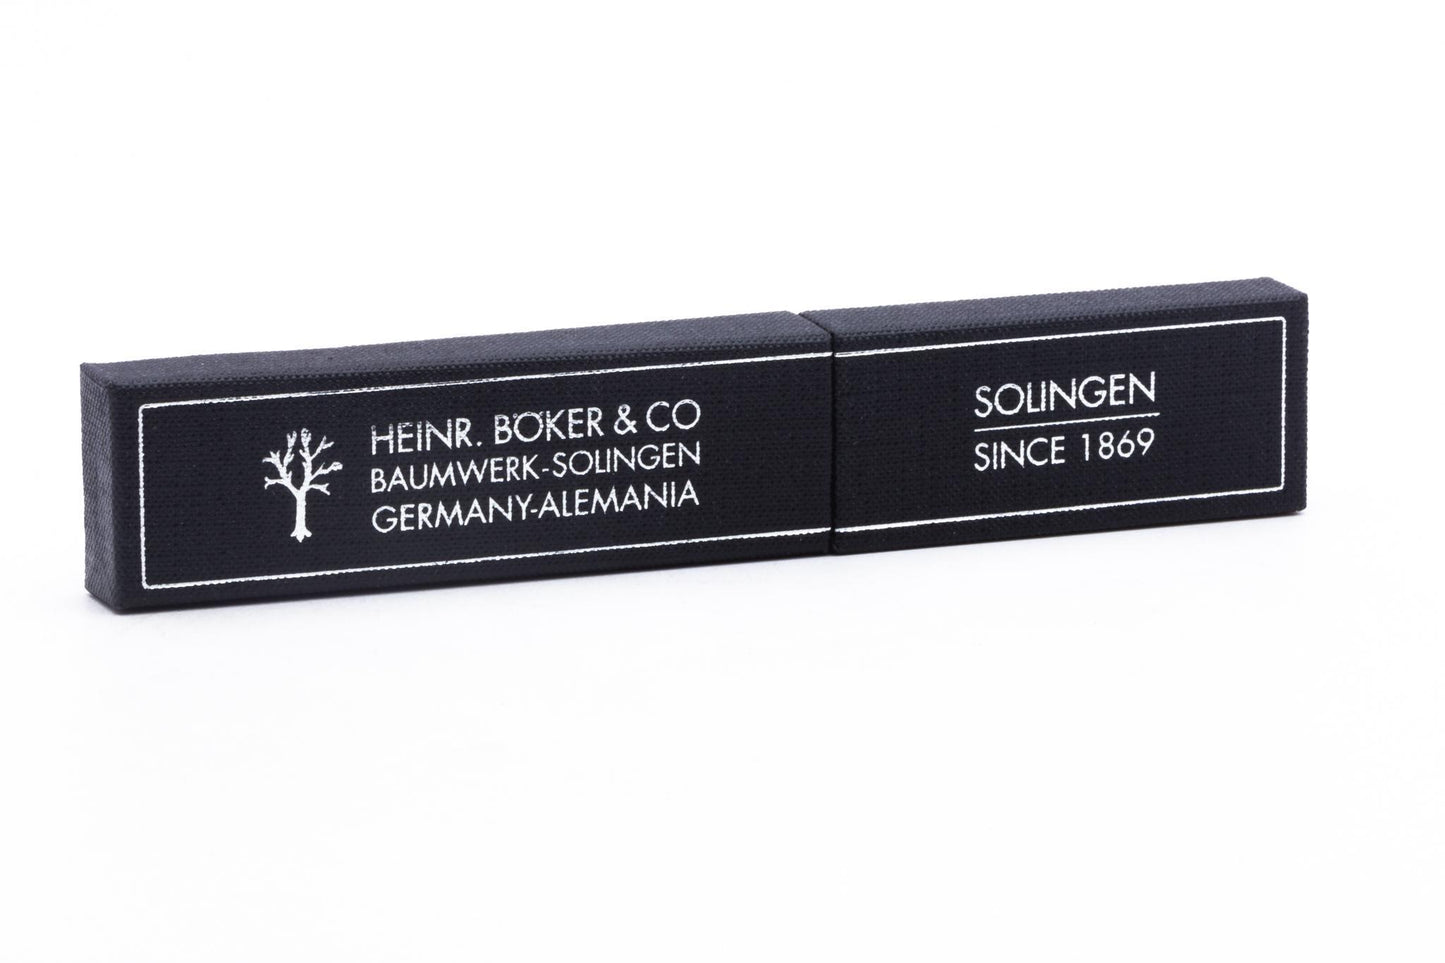 HEINR. BÖKER & CO
BAUMWERK-SOLINGEN
GERMANY-ALEMANIA
SOLINGEN
SINCE 1869